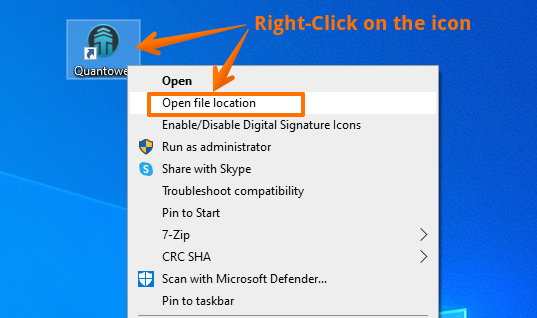 Right-Click on the icon
Quantower
Open
Open file location
Enable/Disable Digital Signature Icons
Run as administrator
Share with Skype
Troubleshoot compatibility
Pin to Start
7-Zip
CRC SHA
Scan with Microsoft Defender...
Pin to taskbar